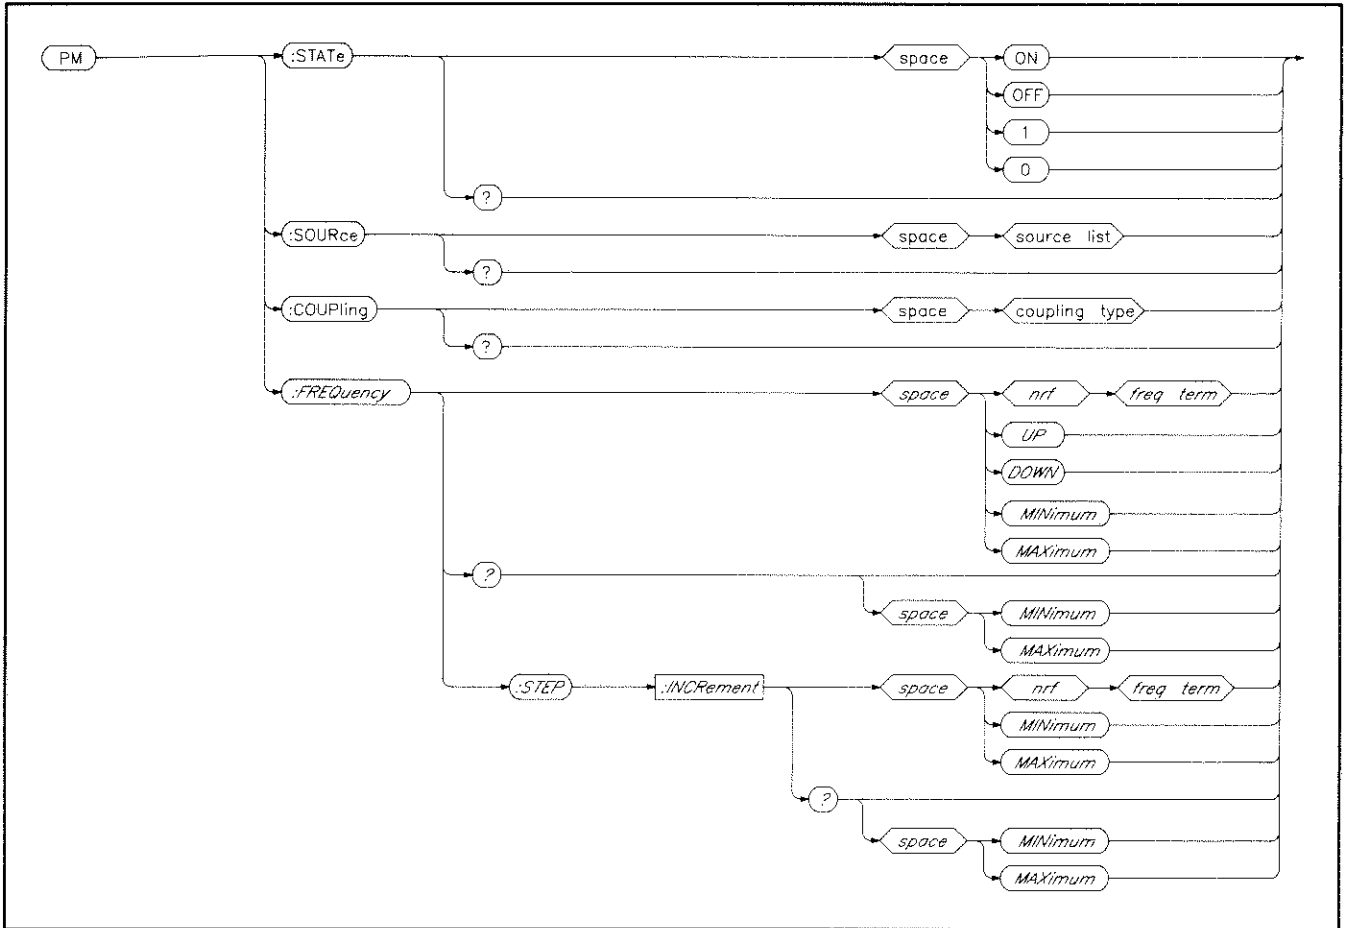 PM :STATe space ON
OFF
1
0
?
:SOURce space source list
?
:COUPling space coupling type
?
:FREQuency space nrf freq term
UP
DOWN
MINimum
MAXimum
?
space MINimum
MAXimum
:STEP :INCRement space nrf freq term
MINimum
MAXimum
?
space MINimum
MAXimum